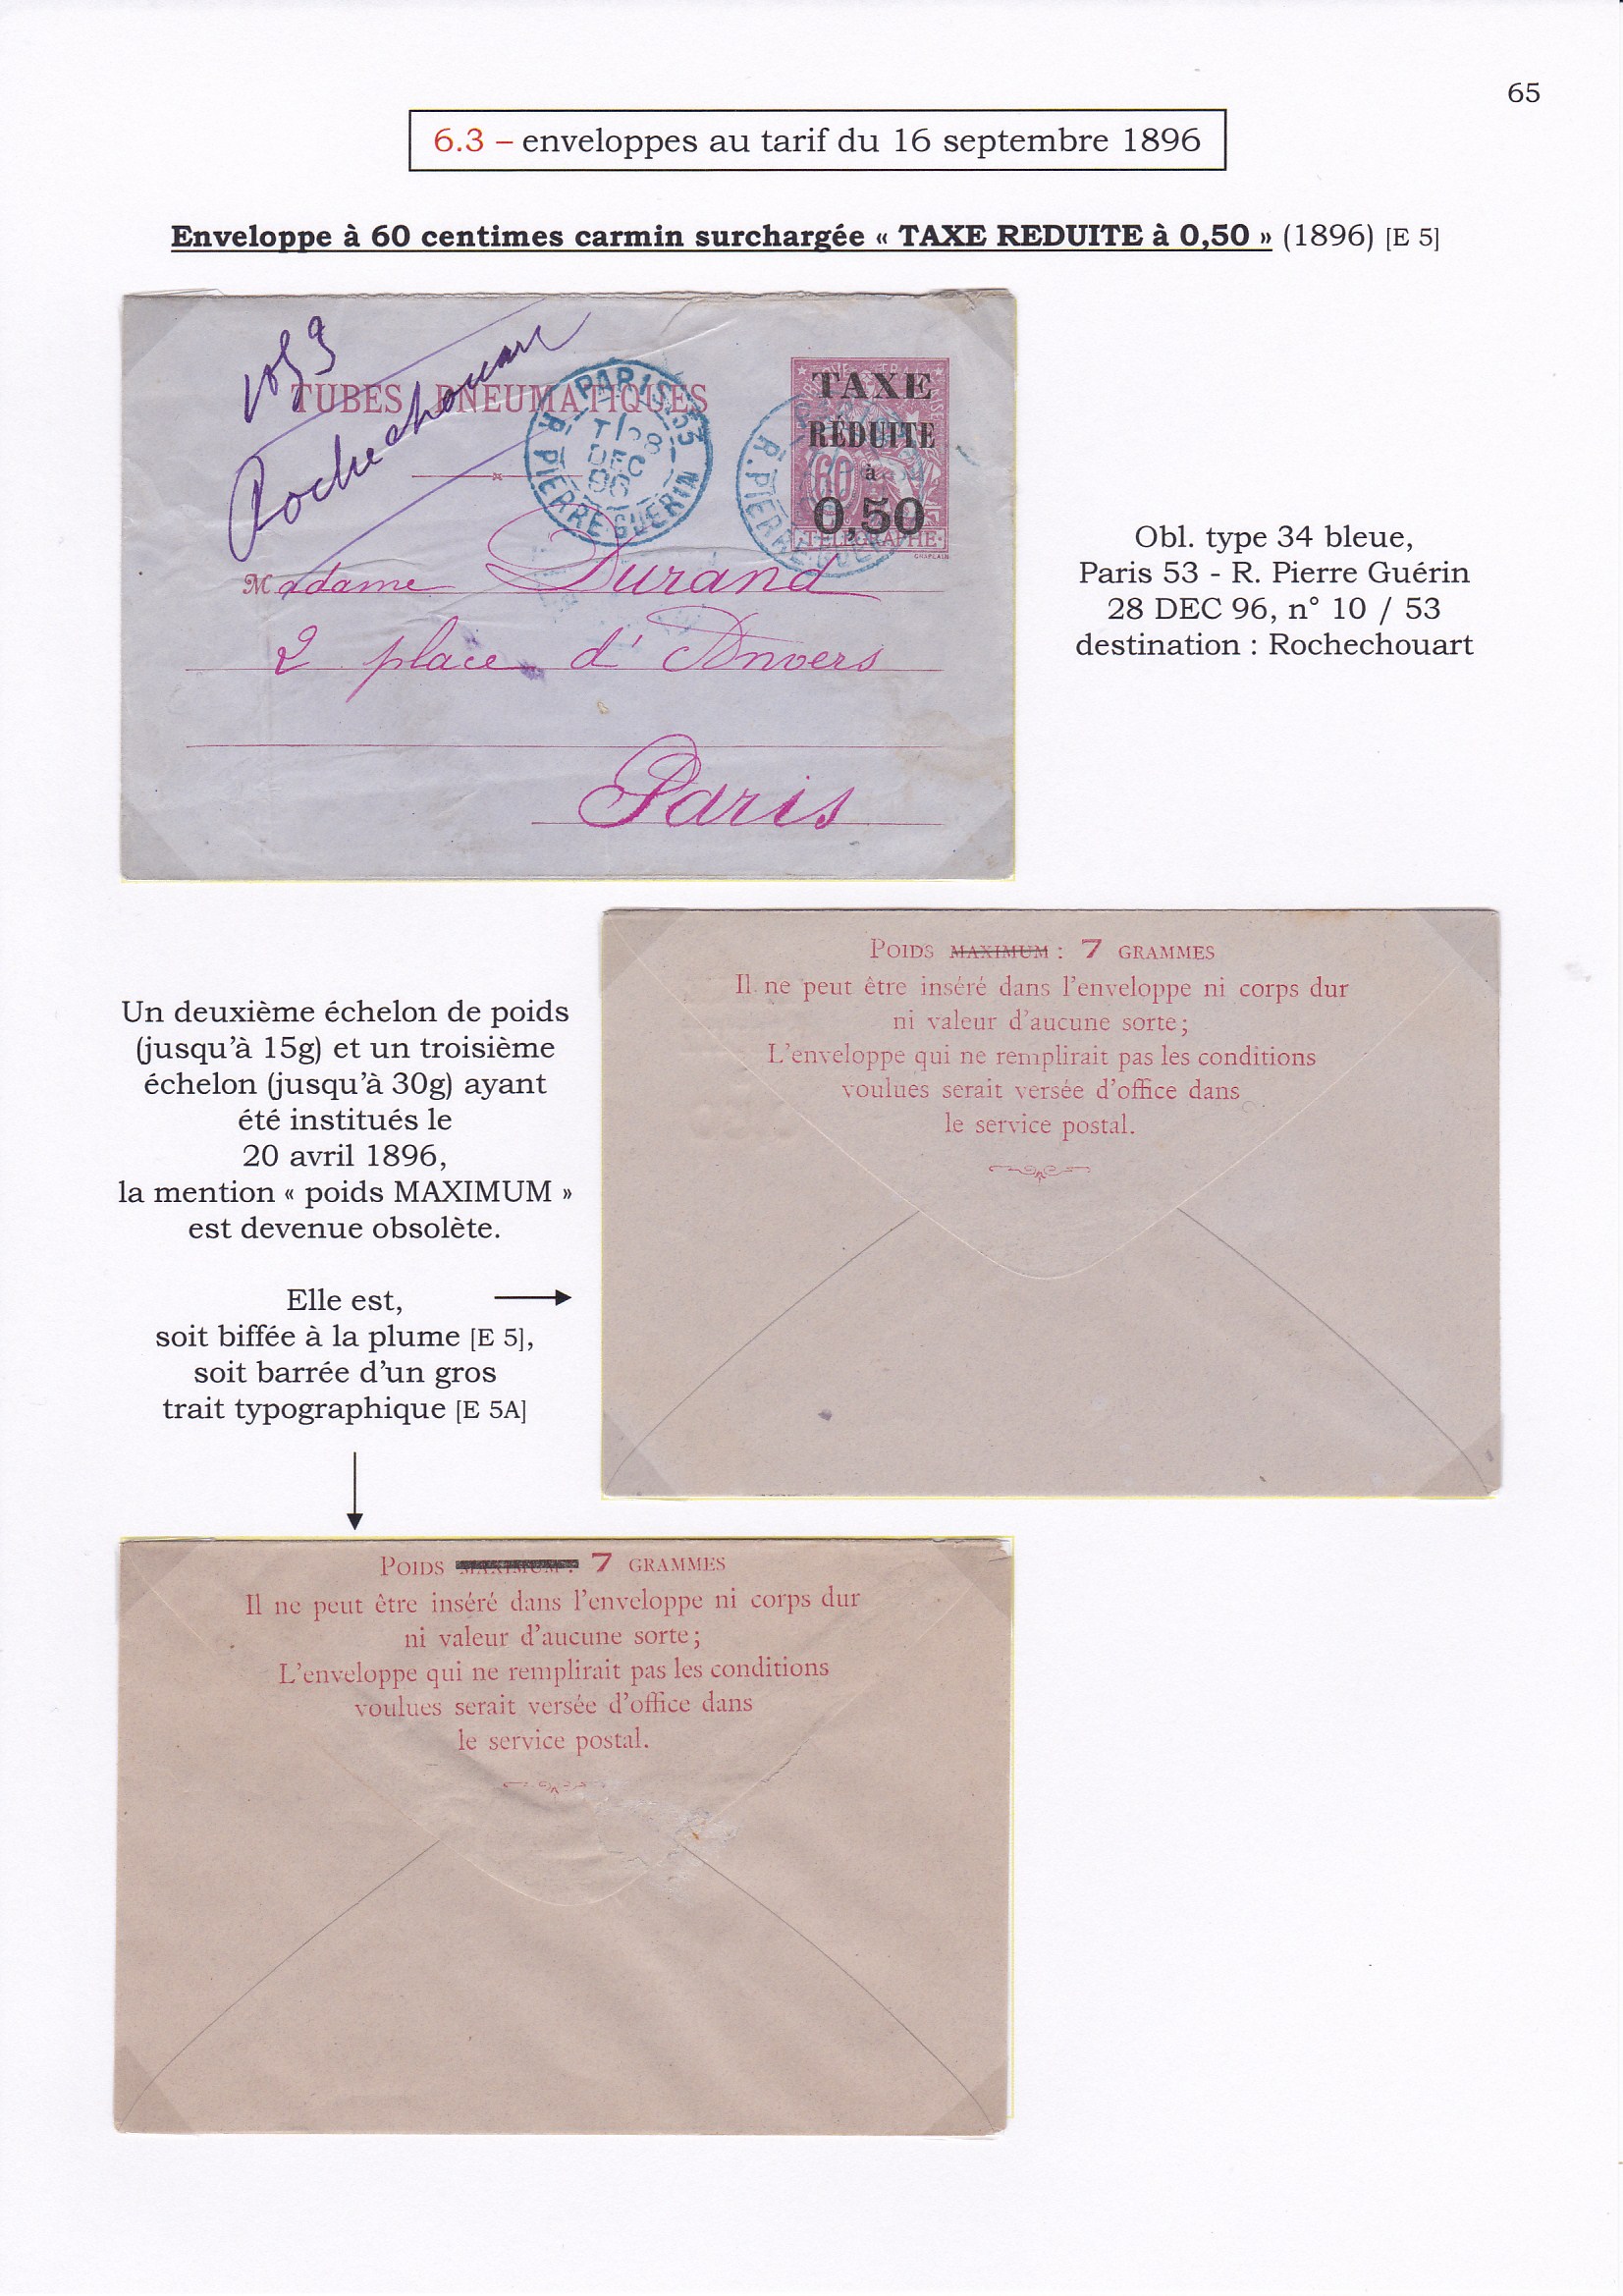 65
6.3 – enveloppes au tarif du 16 septembre 1896
Enveloppe à 60 centimes carmin surchargée « TAXE REDUITE à 0,50 » (1896) [E 5]
Rochechouart
TUBES PNEUMATIQUES
PARIS 53
28
DEC
96
R. PIERRE GUERIN
TAXE
RÉDUITE
à
0,50
60
TÉLÉGRAPHE
CHAPLAIN
R. PIERRE
Madame Durand
2 place d'Anvers
Paris
Obl. type 34 bleue,
Paris 53 - R. Pierre Guérin
28 DEC 96, n° 10 / 53
destination : Rochechouart
Un deuxième échelon de poids
(jusqu'à 15g) et un troisième
échelon (jusqu'à 30g) ayant
été institués le
20 avril 1896,
la mention « poids MAXIMUM »
est devenue obsolète.
Elle est,
soit biffée à la plume [E 5],
soit barrée d'un gros
trait typographique [E 5A]
POIDS MAXIMUM : 7 GRAMMES
Il ne peut être inséré dans l'enveloppe ni corps dur
ni valeur d'aucune sorte;
L'enveloppe qui ne remplirait pas les conditions
voulues serait versée d'office dans
le service postal.
POIDS MAXIMUM : 7 GRAMMES
Il ne peut être inséré dans l'enveloppe ni corps dur
ni valeur d'aucune sorte;
L'enveloppe qui ne remplirait pas les conditions
voulues serait versée d'office dans
le service postal.